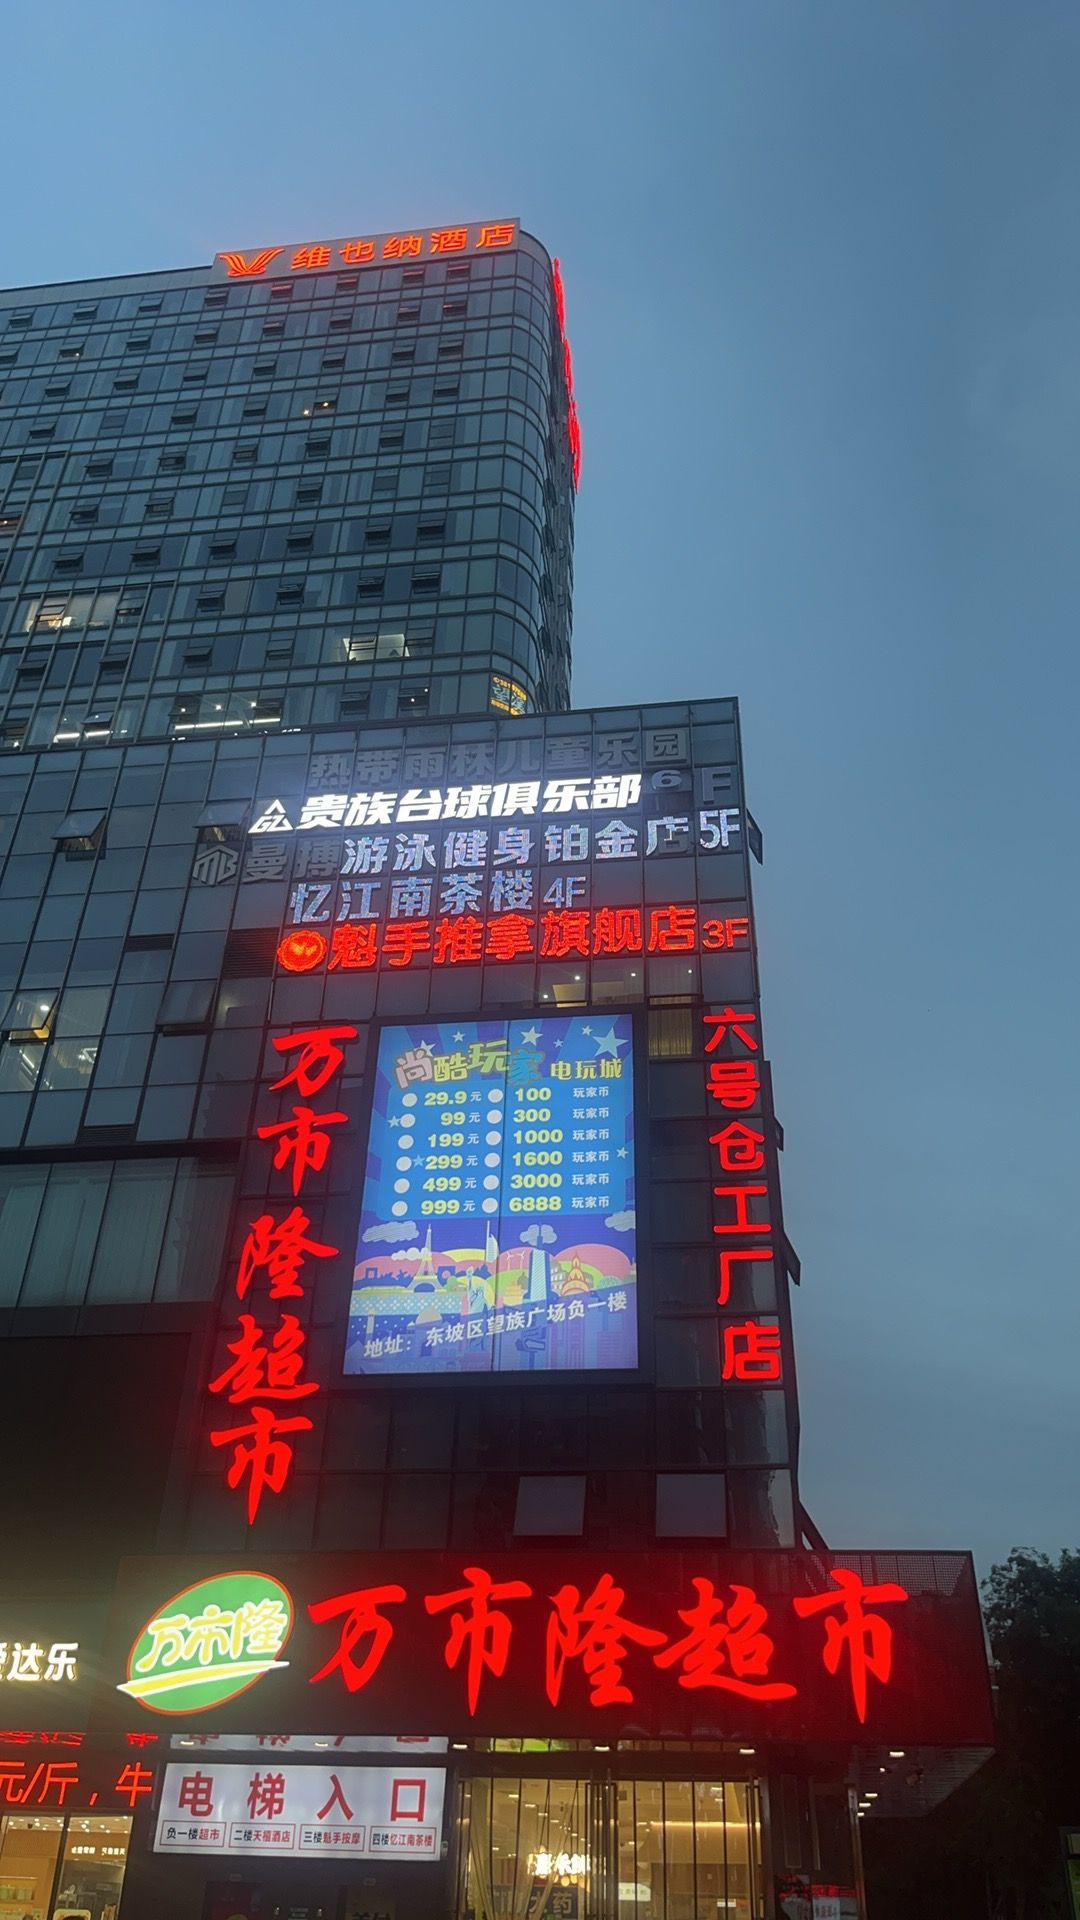 维也纳酒店
热带雨林儿童乐园 6F
GL 贵族台球俱乐部
曼搏游泳健身铂金店5F
忆江南茶楼4F
魁手推拿旗舰店3F
万市隆超市
尚酷玩家电玩城
29.9元 100 玩家币
99元 300 玩家币
199元 1000 玩家币
299元 1600 玩家币
499元 3000 玩家币
999元 6888 玩家币
地址：东坡区望族广场负一楼
六号仓工厂店
万市隆 万市隆超市
达乐
元/斤，牛
电梯入口
负一楼超市 二楼天禧酒店 三楼魁手按摩 四楼忆江南茶楼